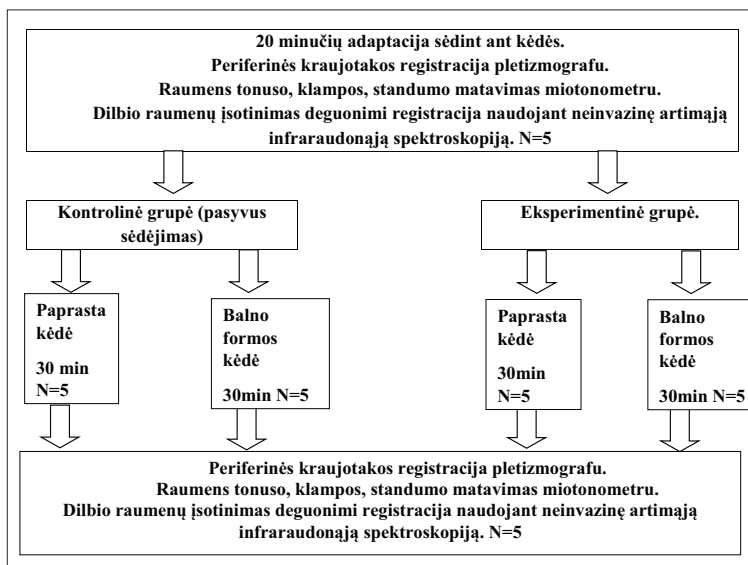 20 minučių adaptacija sėdint ant kėdės.
Periferinės kraujotakos registracija pletizmografu.
Raumens tonuso, klampos, standumo matavimas miotonometru.
Dilbio raumenų įsotinimas deguonimi registracija naudojant neinvazinę artimąją
infraraudonąją spektroskopiją. N=5
Kontrolinė grupė (pasyvus
sėdėjimas)
Eksperimentinė grupė.
Paprasta
kėdė
30 min
N=5
Balno
formos
kėdė
30min N=5
Paprasta
kėdė
30min
N=5
Balno
formos
kėdė
30min N=5
Periferinės kraujotakos registracija pletizmografu.
Raumens tonuso, klampos, standumo matavimas miotonometru.
Dilbio raumenų įsotinimas deguonimi registracija naudojant neinvazinę artimąją
infraraudonąją spektroskopiją. N=5